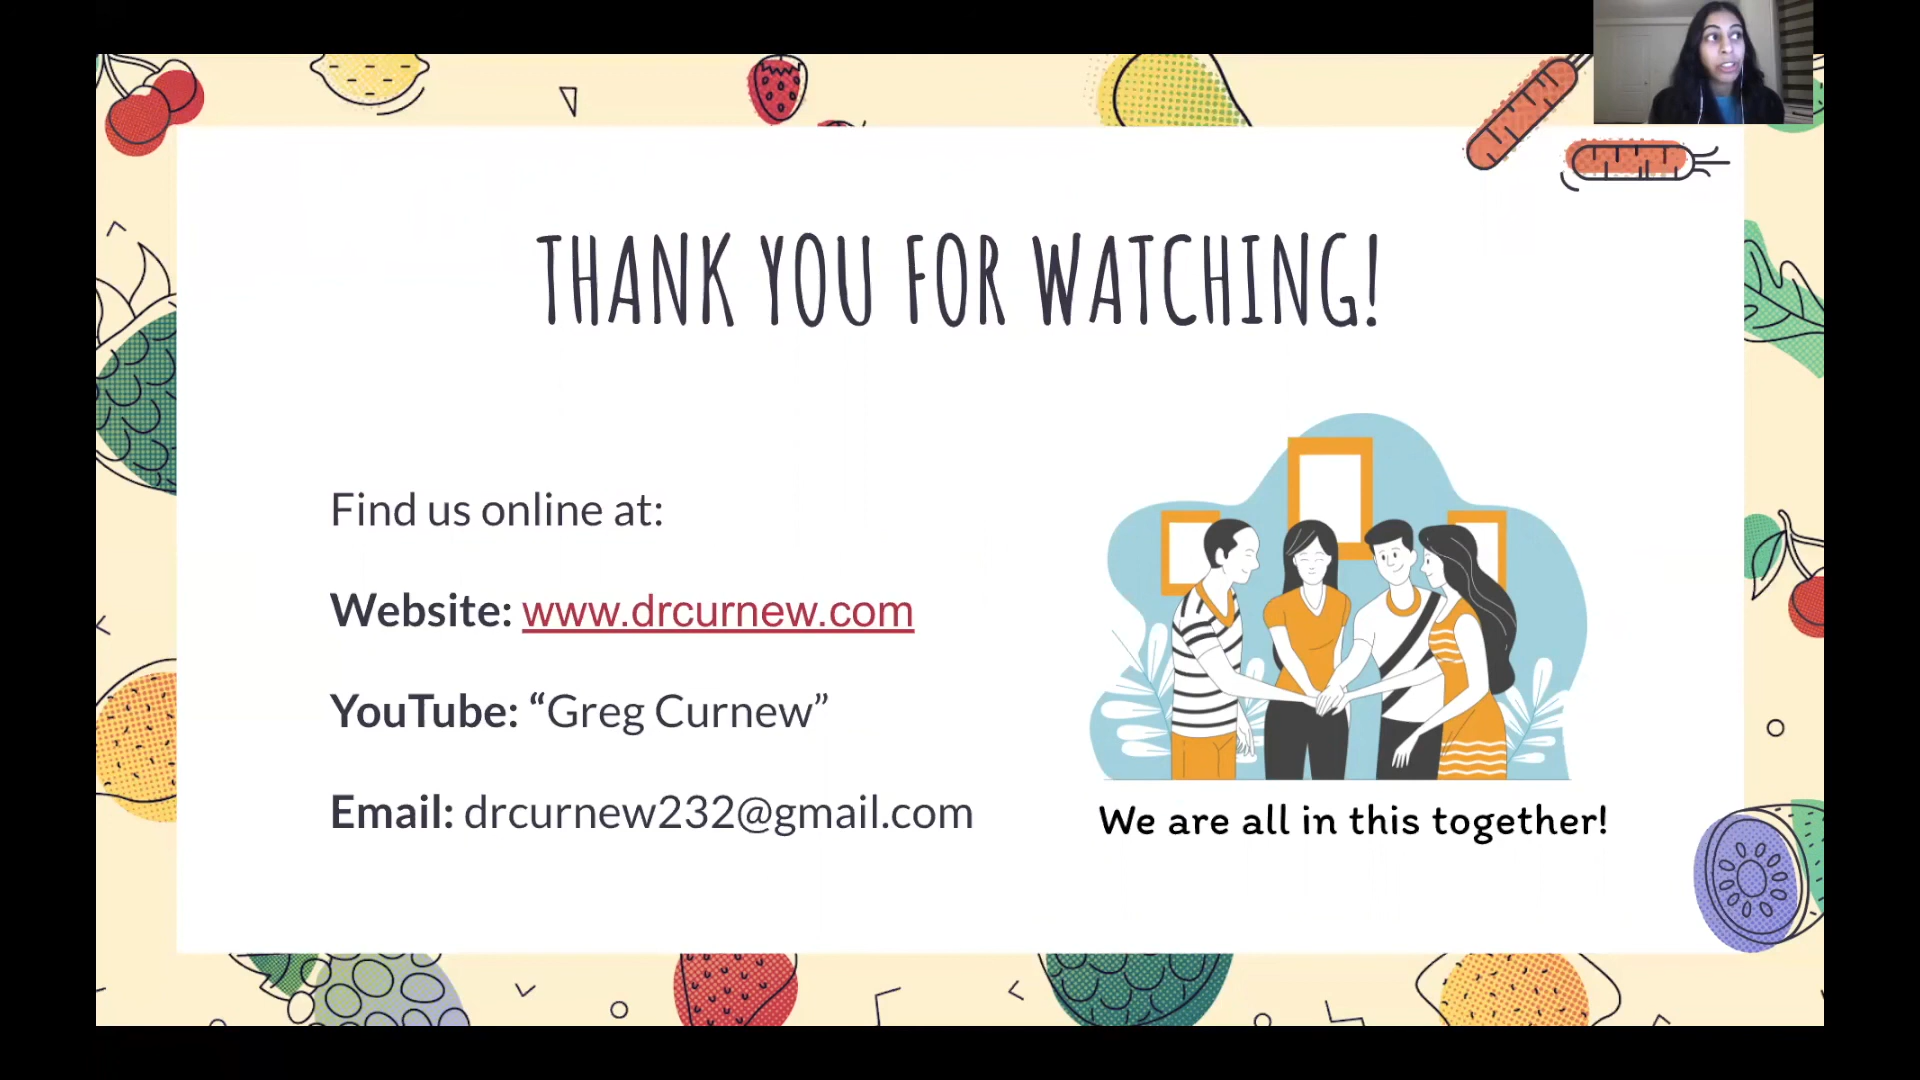 THANK YOU FOR WATCHING!
Find us online at:
Website: www.drcurnew.com
YouTube: “Greg Curnew”
Email: drcurnew232@gmail.com
We are all in this together!